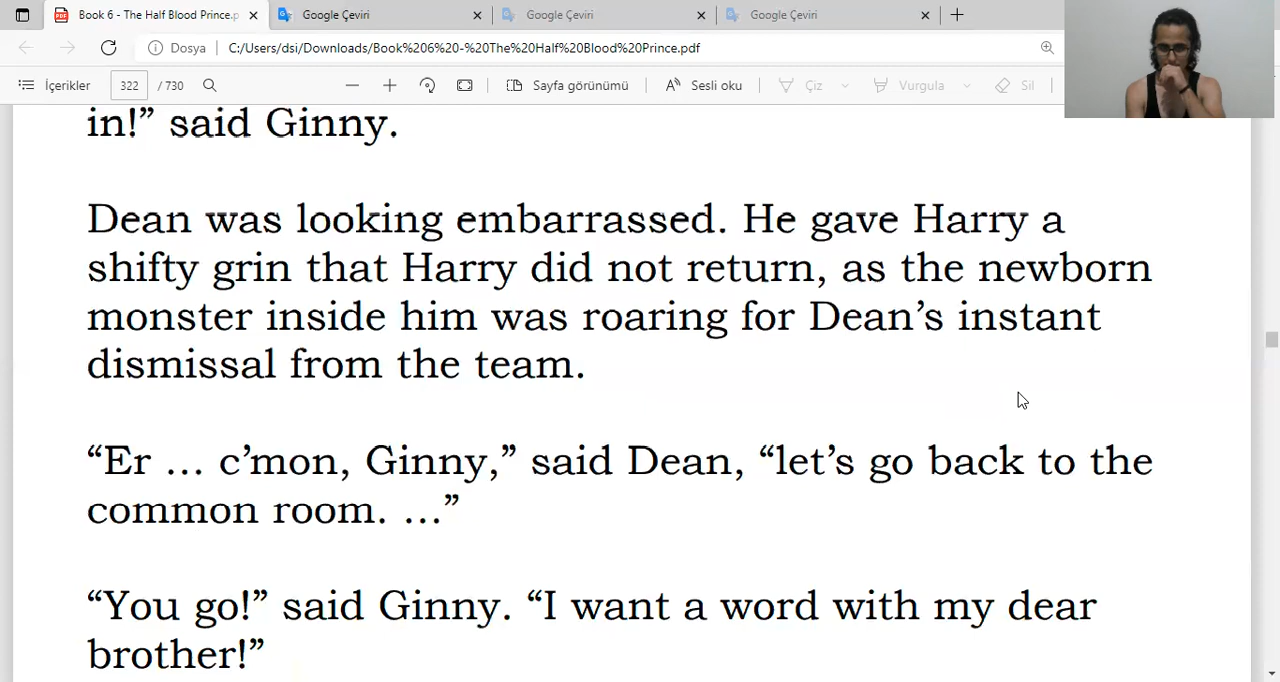 Book 6 - The Half Blood Prince.p
Google Çeviri
Google Çeviri
Google Çeviri
Dosya
C:/Users/dsi/Downloads/Book%206%20-%20The%20Half%20Blood%20Prince.pdf
İçerikler
322
/ 730
Sayfa görünümü
Sesli oku
Çiz
Vurgula
Sil
in!” said Ginny.
Dean was looking embarrassed. He gave Harry a
shifty grin that Harry did not return, as the newborn
monster inside him was roaring for Dean’s instant
dismissal from the team.
“Er … c’mon, Ginny,” said Dean, “let’s go back to the
common room. …”
“You go!” said Ginny. “I want a word with my dear
brother!”